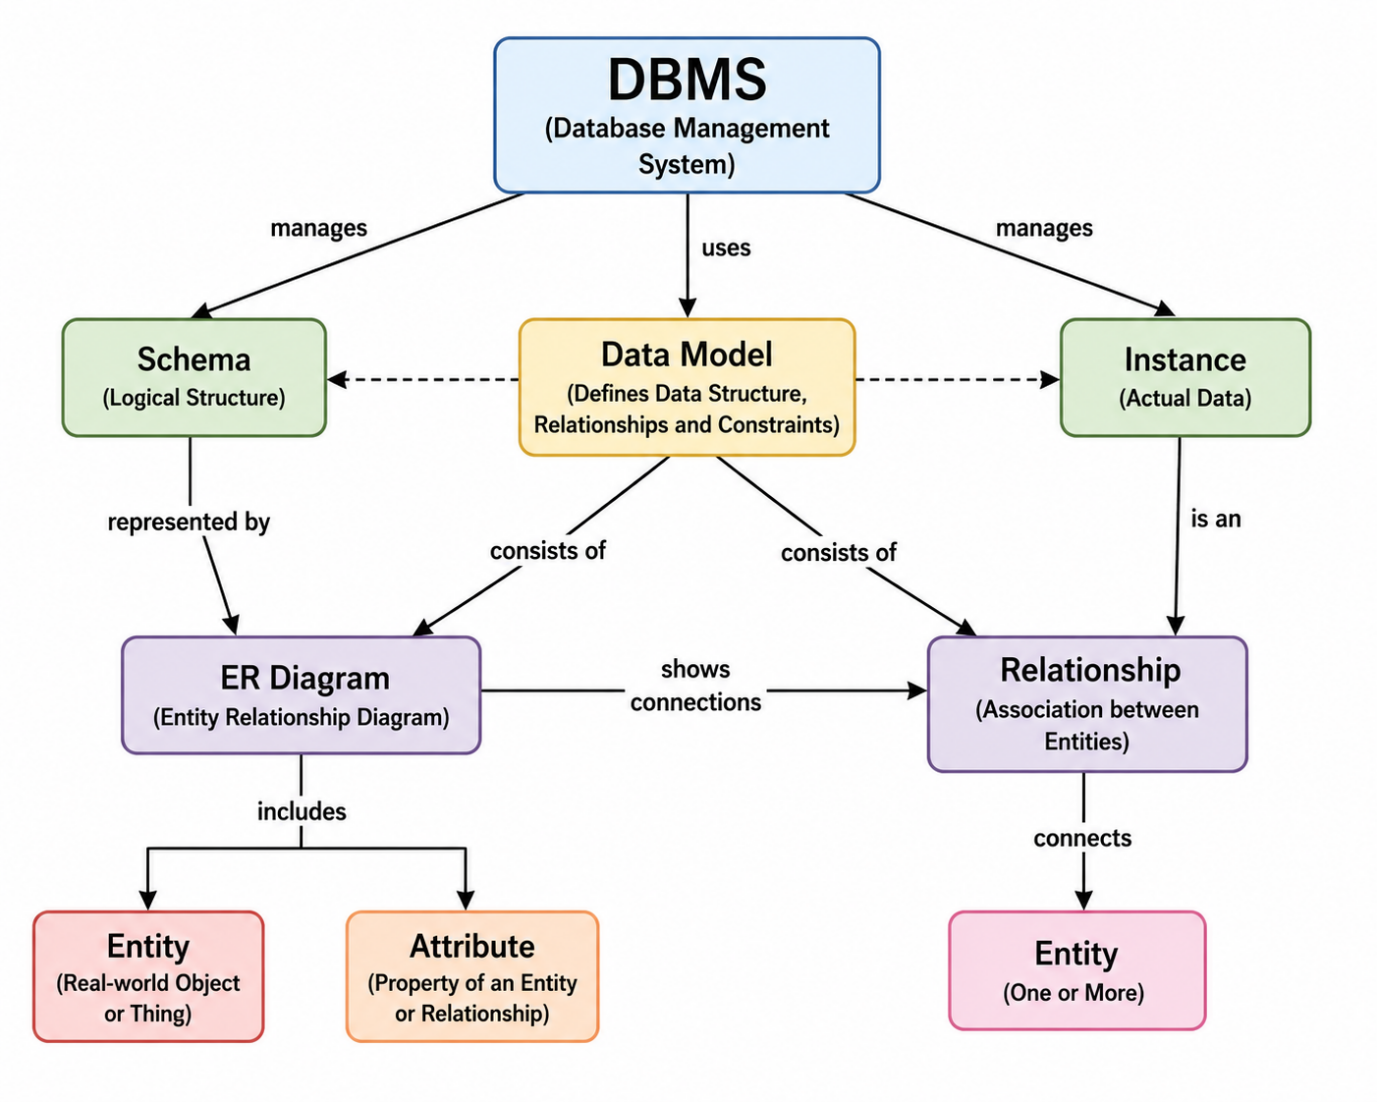 DBMS
(Database Management
System)
manages
uses
manages
Schema
(Logical Structure)
Data Model
(Defines Data Structure,
Relationships and Constraints)
Instance
(Actual Data)
represented by
consists of
consists of
is an
ER Diagram
(Entity Relationship Diagram)
shows
connections
Relationship
(Association between
Entities)
includes
connects
Entity
(Real-world Object
or Thing)
Attribute
(Property of an Entity
or Relationship)
Entity
(One or More)